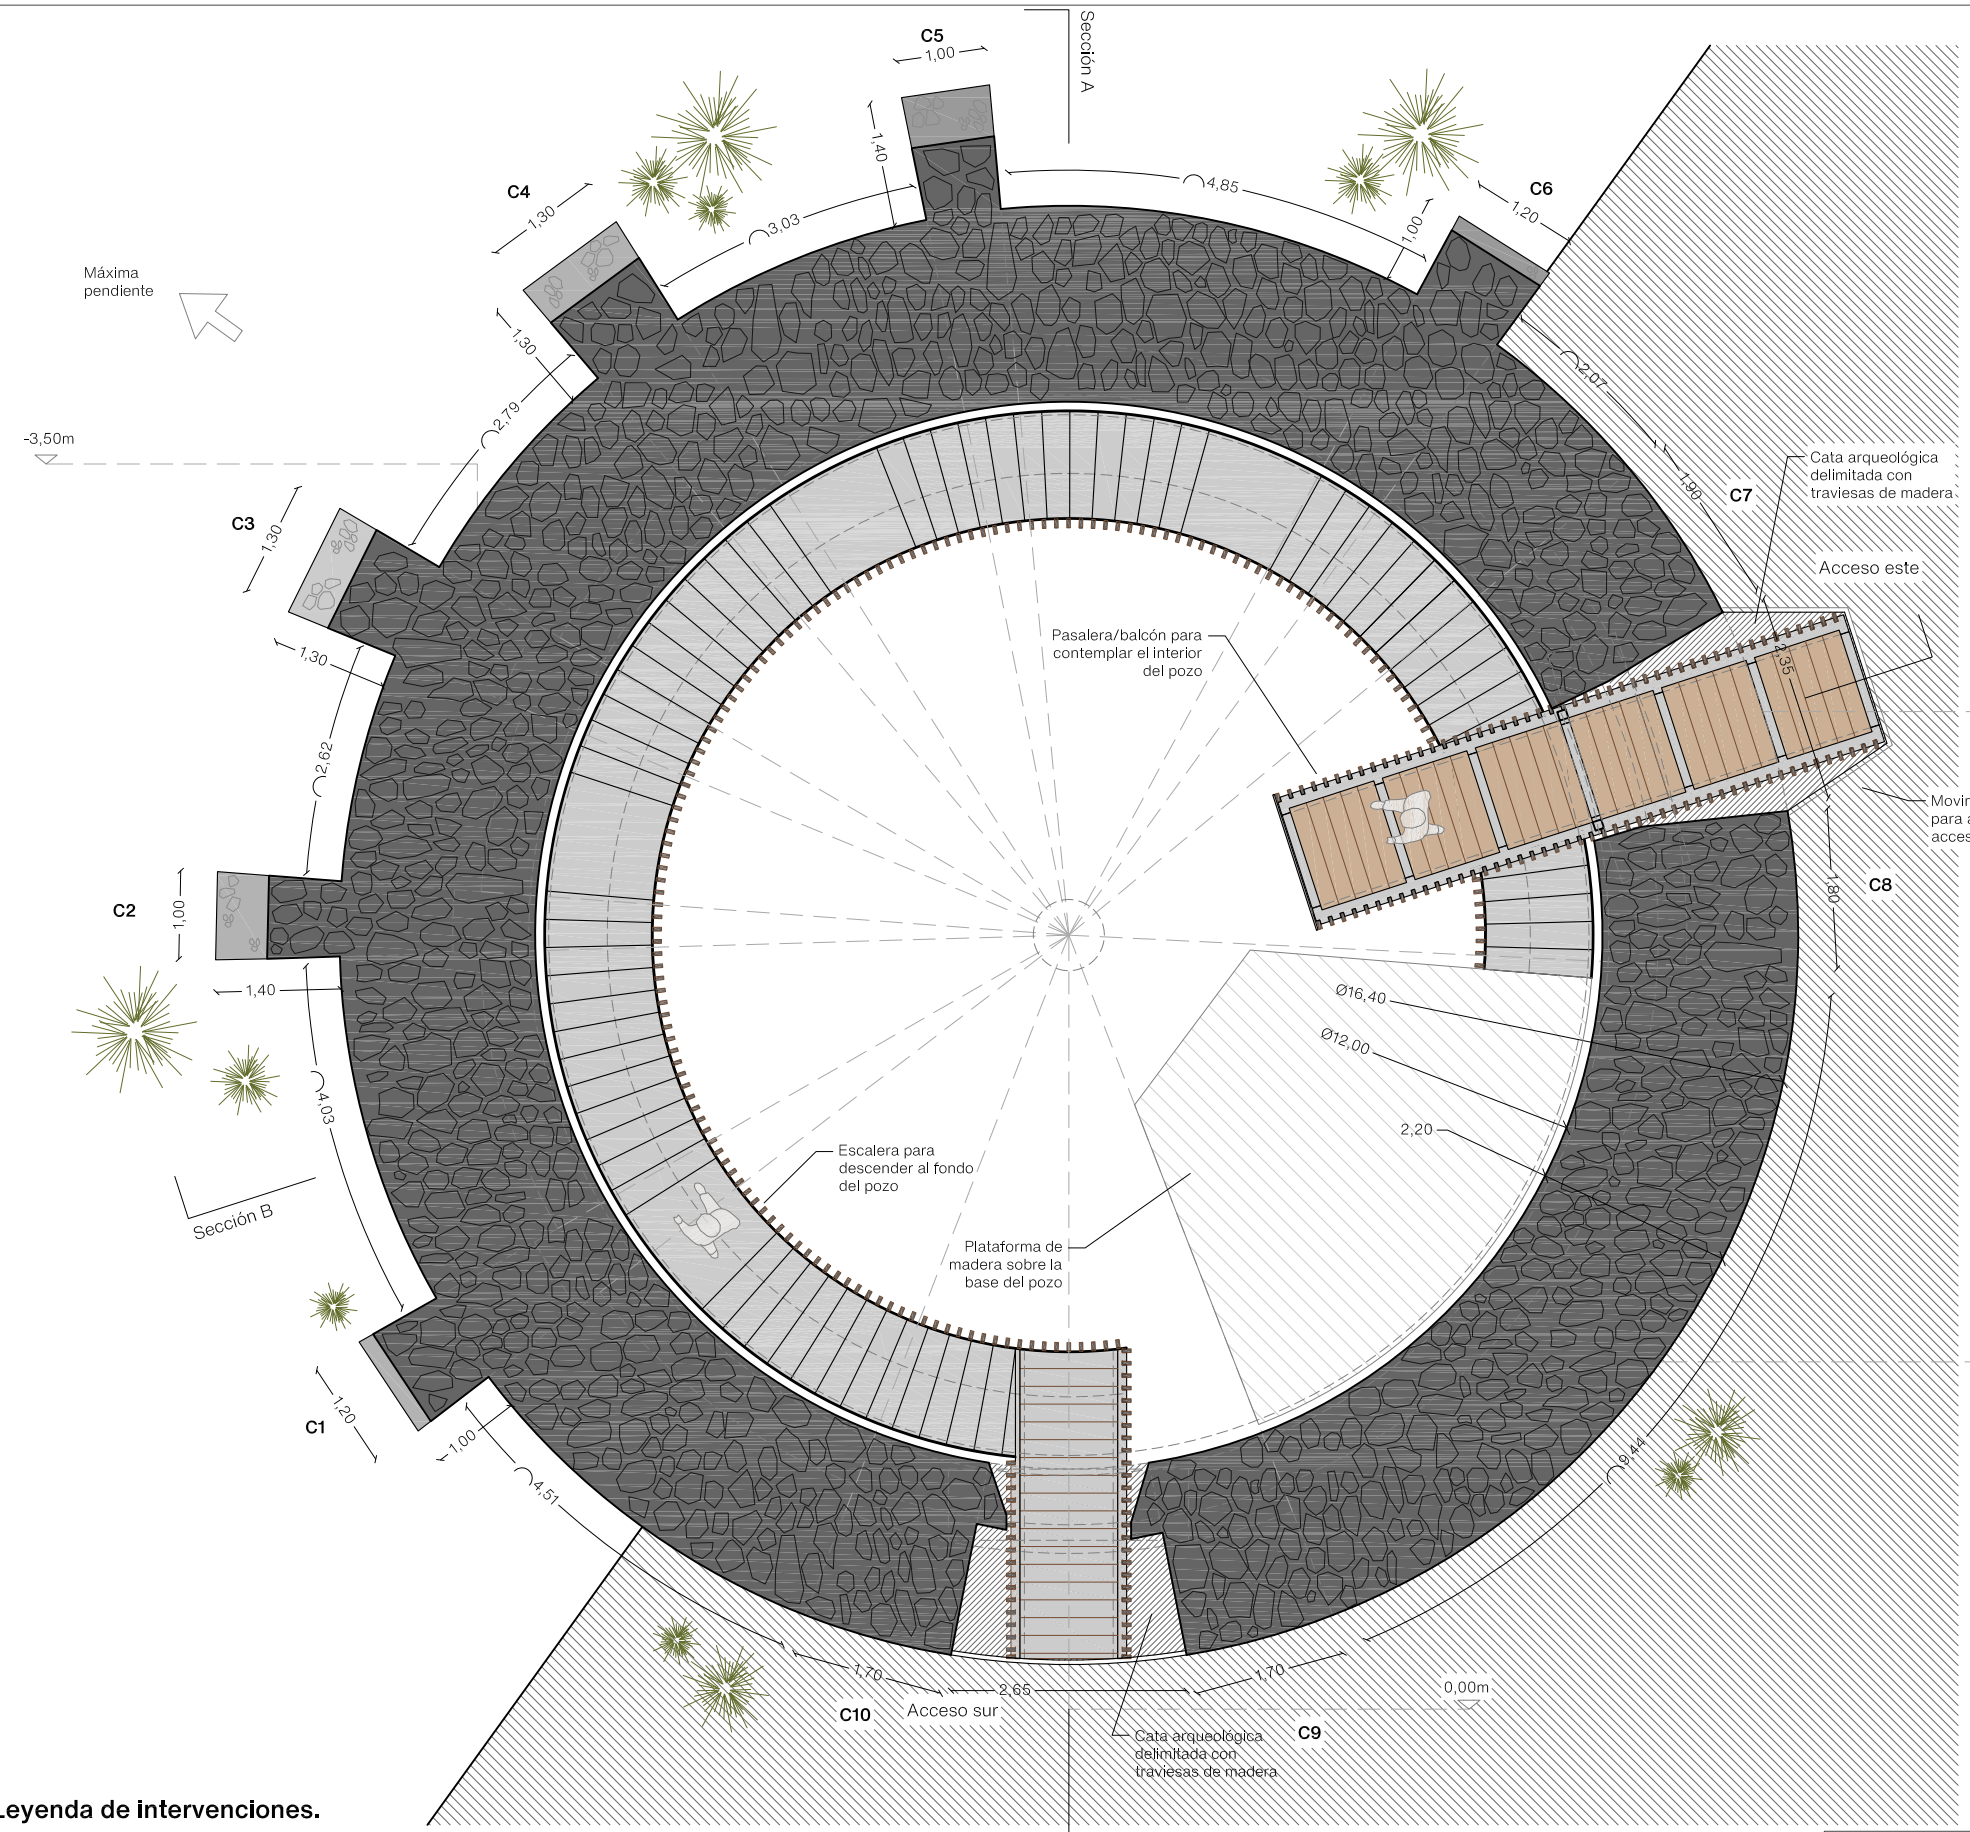 Sección A
C5
1,00
1,40
C4
1,30
1,30
3,03
4,85
C6
1,20
1,00
Máxima
pendiente
2,79
2,07
-3,50m
C3
1,30
1,30
1,90
C7
Cata arqueológica
delimitada con
traviesas de madera
Acceso este
2,35
Pasalera/balcón para
contemplar el interior
del pozo
2,62
C2
1,00
1,40
para
1,80
C8
Ø16,40
Ø12,00
2,20
4,03
Escalera para
descender al fondo
del pozo
Sección B
Plataforma de
madera sobre la
base del pozo
C1
1,20
1,00
4,51
9,44
1,70
2,65
1,70
0,00m
C10
Acceso sur
C9
Cata arqueológica
delimitada con
traviesas de madera
Leyenda de intervenciones.